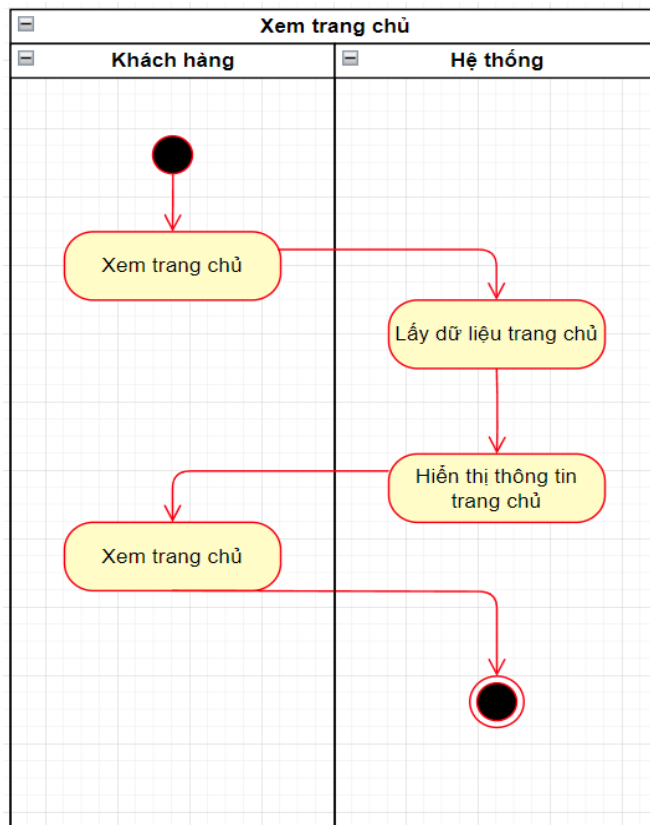 Xem trang chủ
Khách hàng
Hệ thống
Xem trang chủ
Lấy dữ liệu trang chủ
Hiển thị thông tin
trang chủ
Xem trang chủ